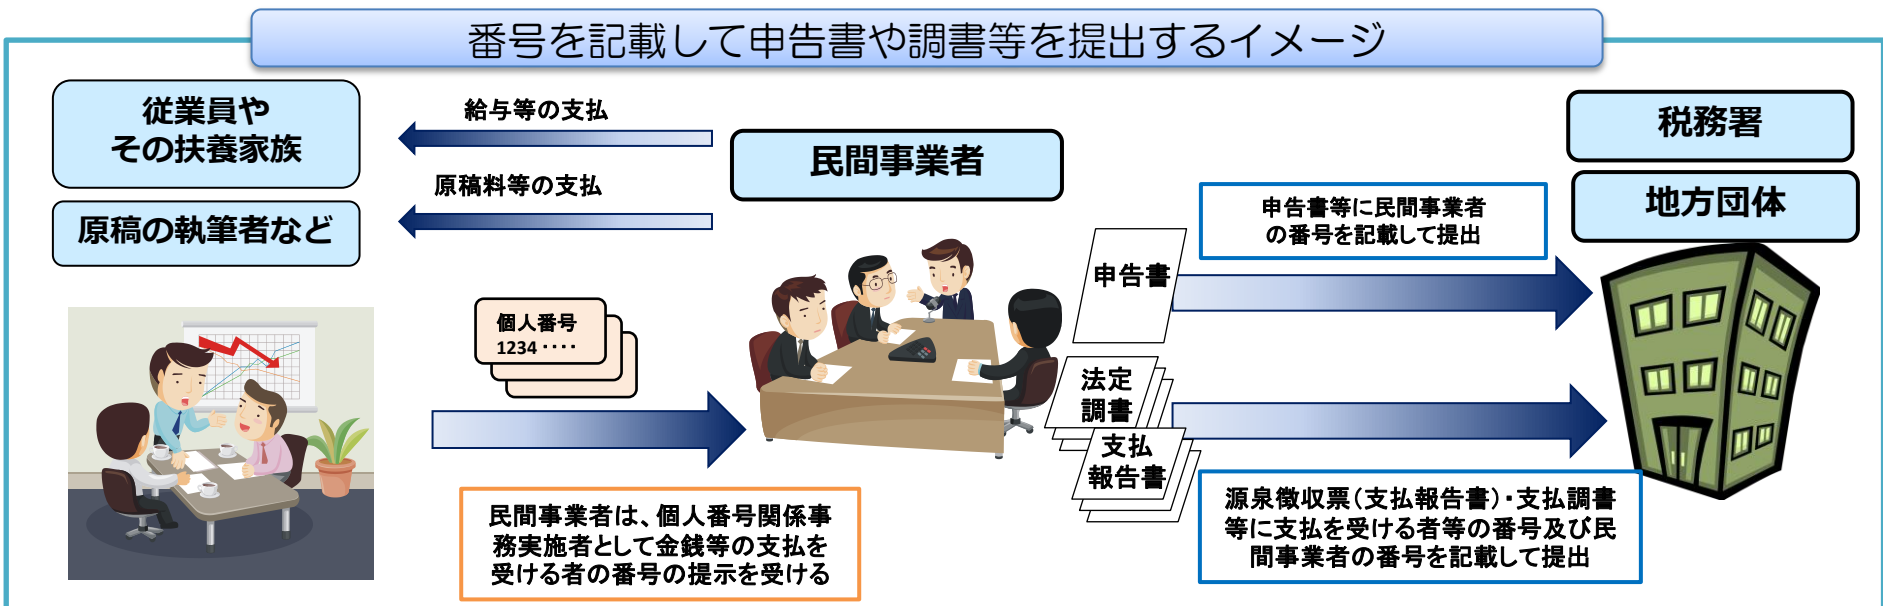 番号を記載して申告書や調書等を提出するイメージ
従業員や
その扶養家族
原稿の執筆者など
給与等の支払
原稿料等の支払
民間事業者
税務署
地方団体
申告書等に民間事業者
の番号を記載して提出
申告書
個人番号
1234 ････
法定
調書
支払
報告書
民間事業者は、個人番号関係事
務実施者として金銭等の支払を
受ける者の番号の提示を受ける
源泉徴収票（支払報告書）・支払調書
等に支払を受ける者等の番号及び民
間事業者の番号を記載して提出